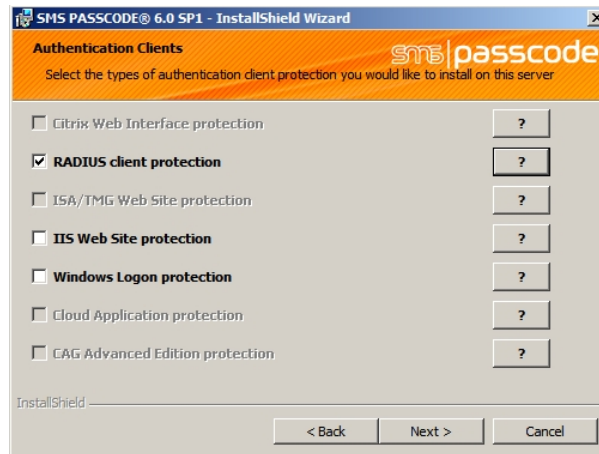 SMS PASSCODE® 6.0 SP1 - InstallShield Wizard
Authentication Clients
sms|passcode
Select the types of authentication client protection you would like to install on this server
Citrix Web Interface protection ?
RADIUS client protection ?
ISA/TMG Web Site protection ?
IIS Web Site protection ?
Windows Logon protection ?
Cloud Application protection ?
CAG Advanced Edition protection ?
InstallShield
< Back Next > Cancel